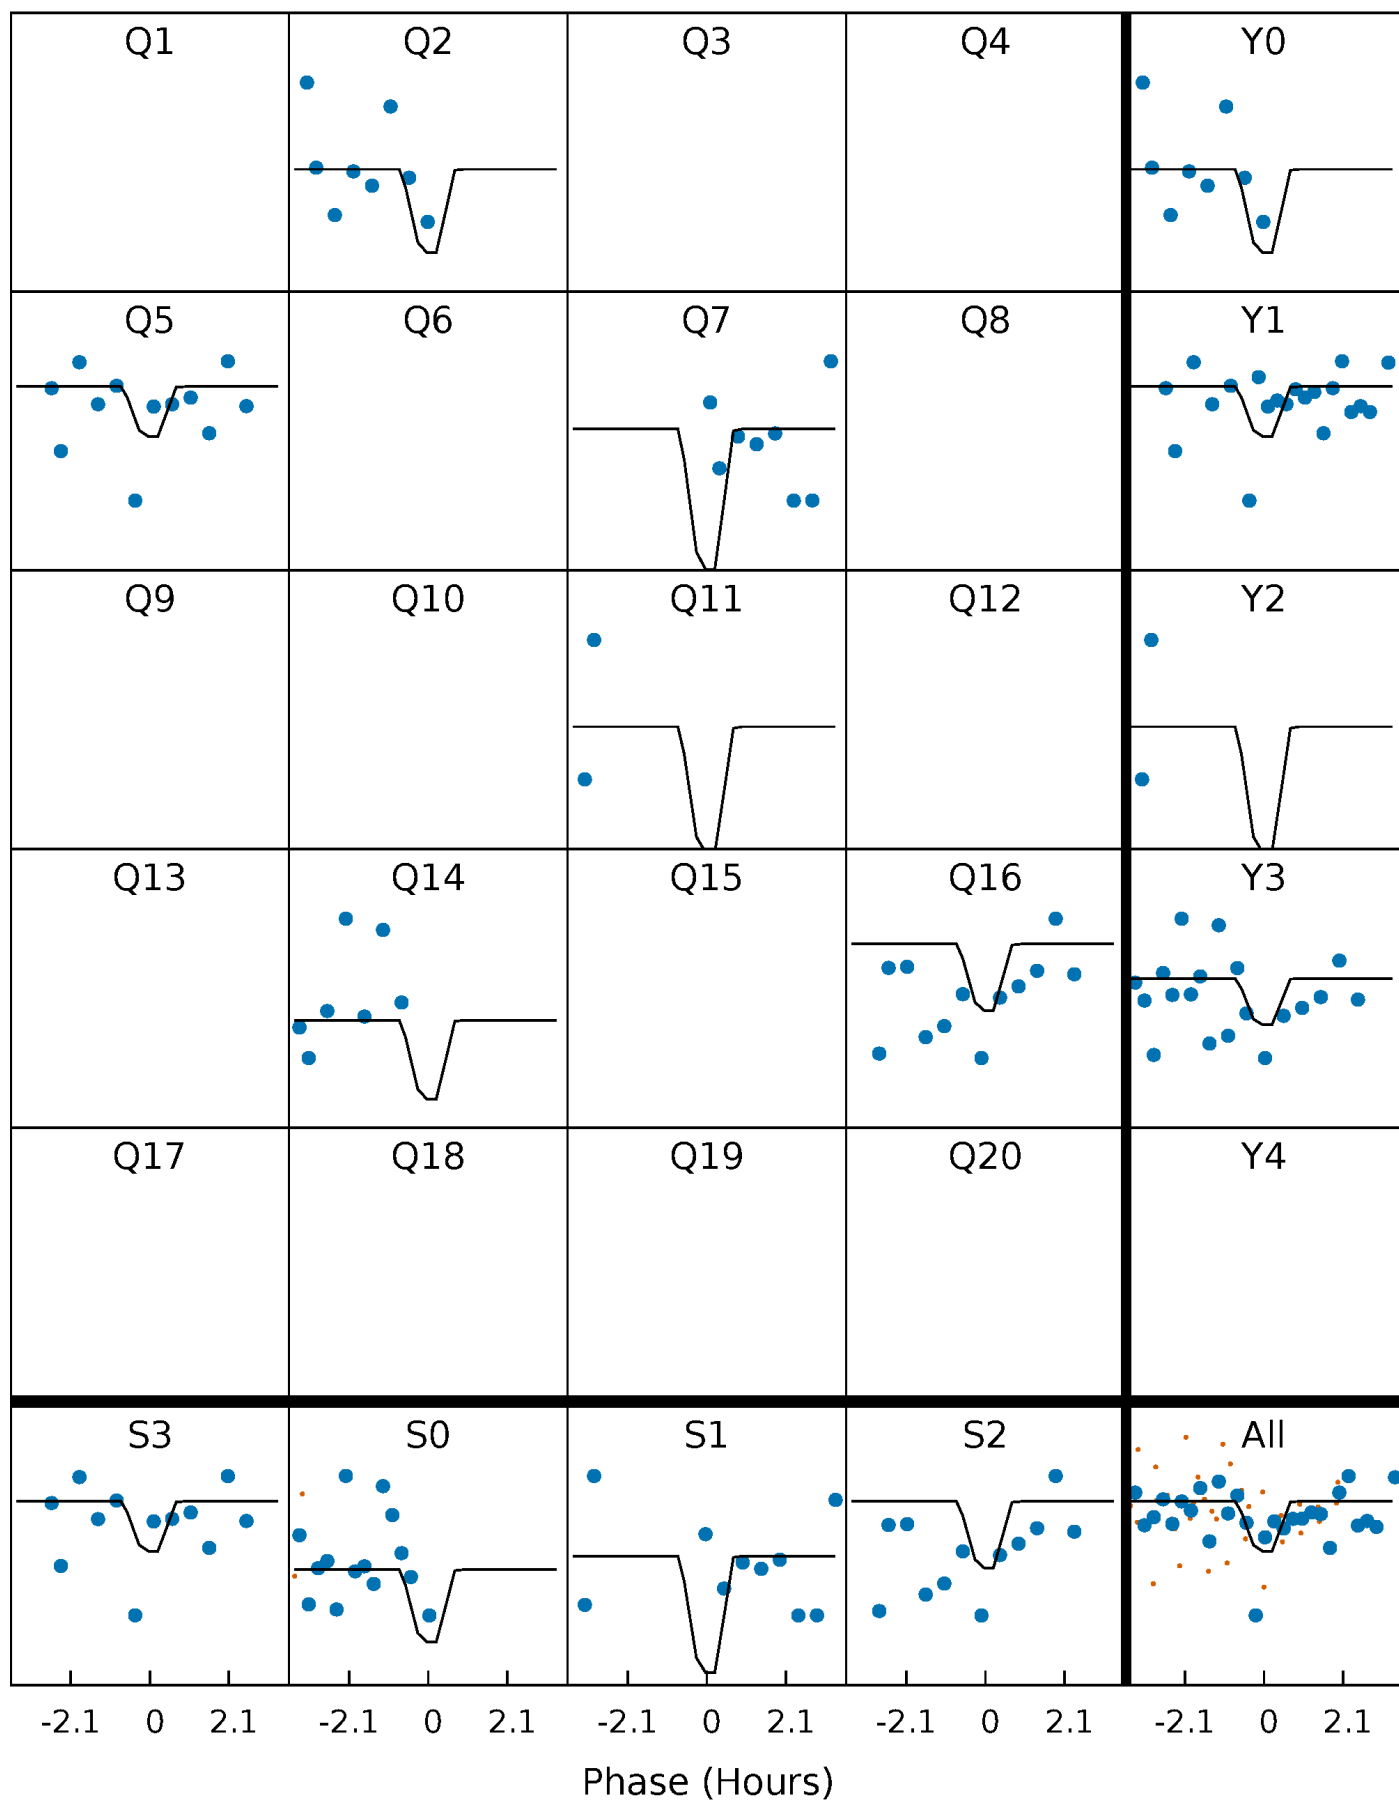 Q1 Q2 Q3 Q4 Y0
Q5 Q6 Q7 Q8 Y1
Q9 Q10 Q11 Q12 Y2
Q13 Q14 Q15 Q16 Y3
Q17 Q18 Q19 Q20 Y4
S3 S0 S1 S2 All
-2.1 0 2.1 -2.1 0 2.1 -2.1 0 2.1 -2.1 0 2.1 -2.1 0 2.1
Phase (Hours)